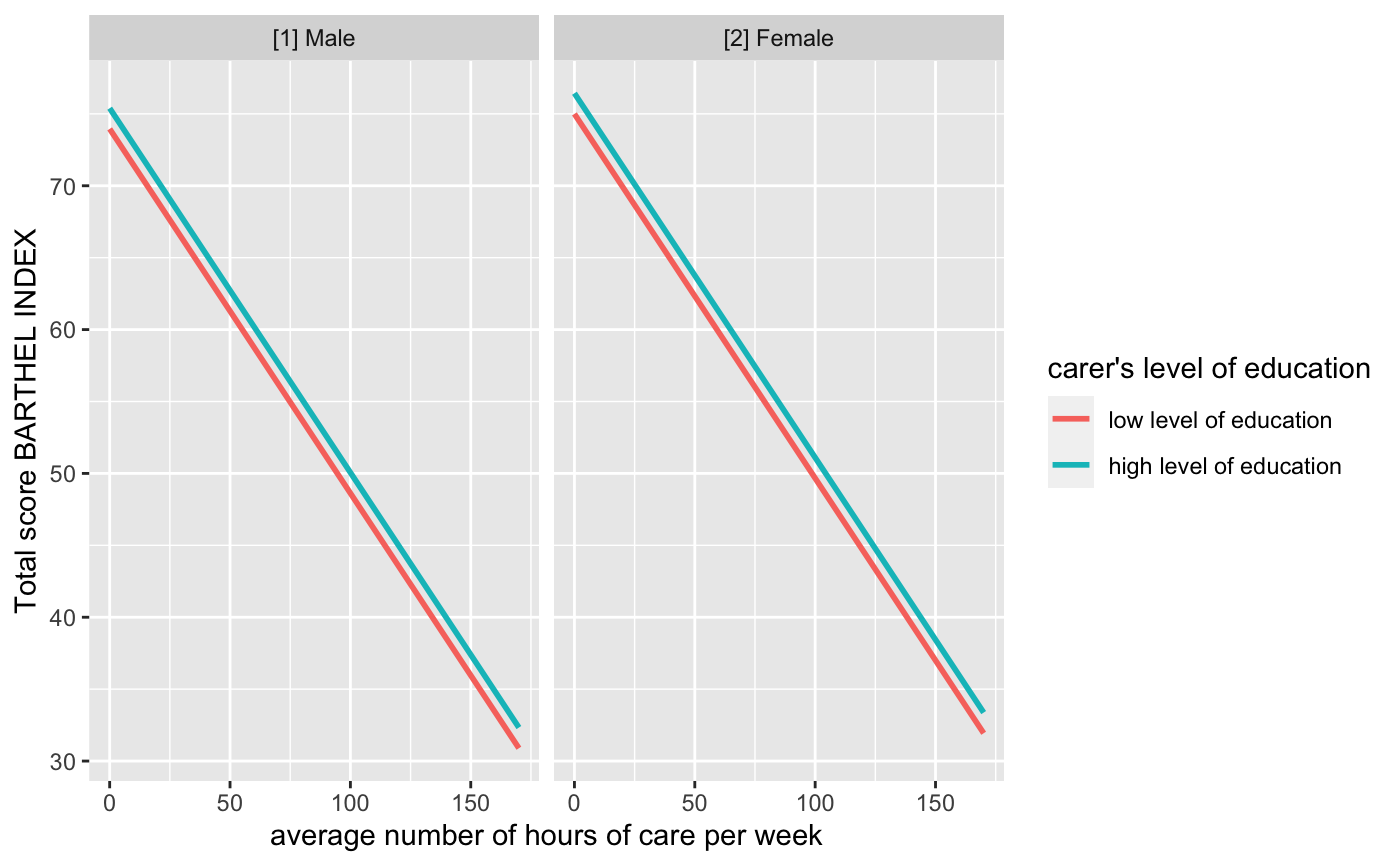 [1] Male
[2] Female
Total score BARTHEL INDEX
70
60
50
40
30
0 50 100 150
0 50 100 150
average number of hours of care per week
carer's level of education
low level of education
high level of education